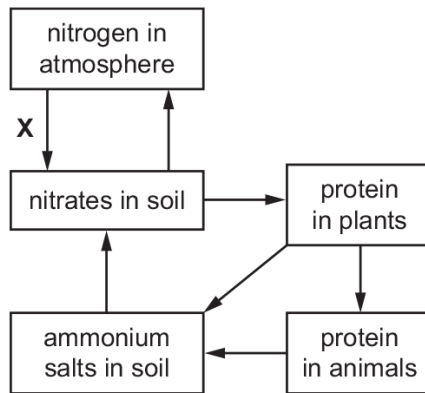 nitrogen in
atmosphere
X
nitrates in soil
protein
in plants
ammonium
salts in soil
protein
in animals